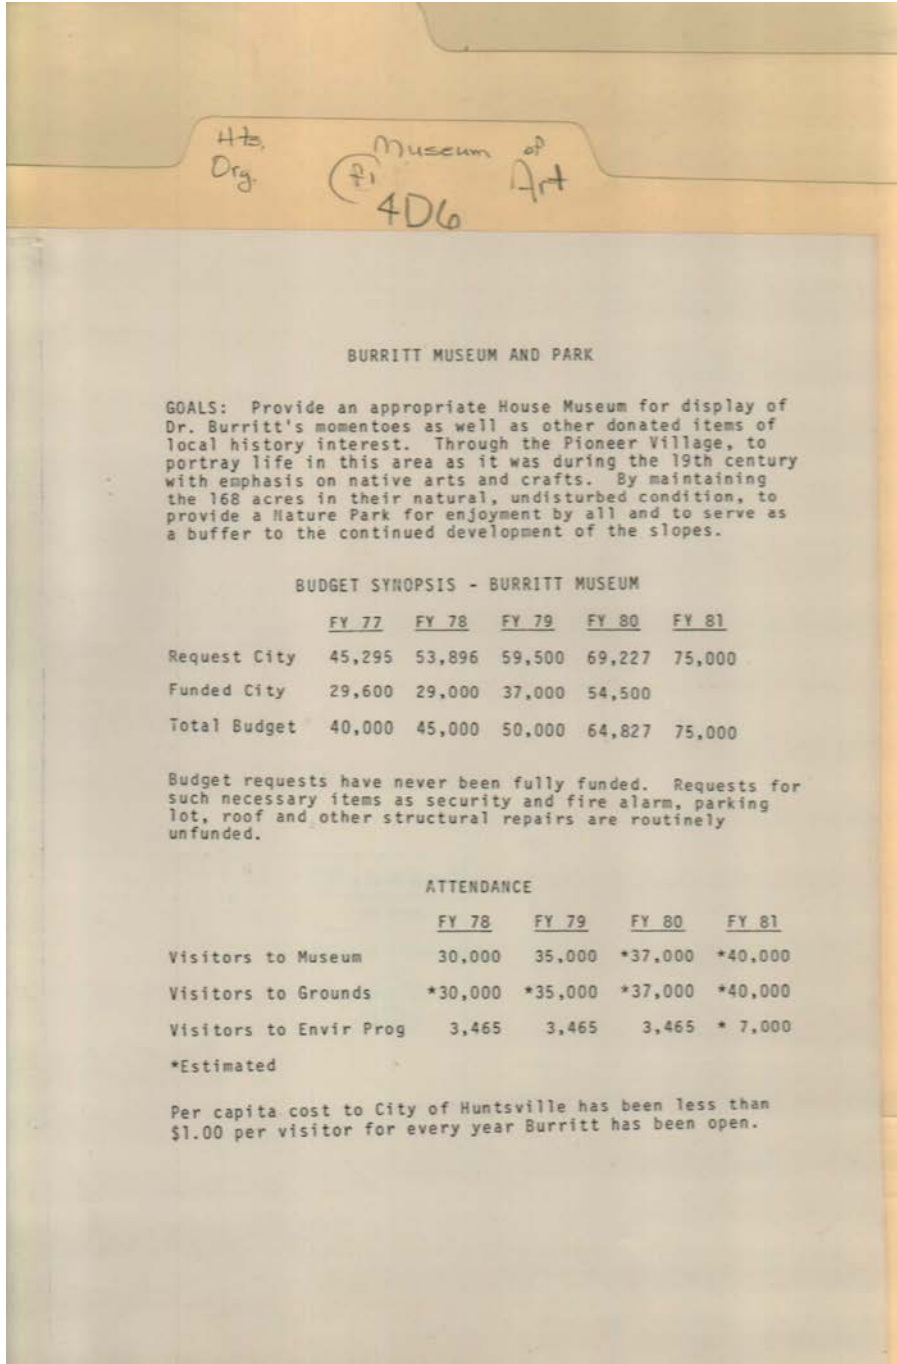 Hts. Museum of
Org. f1 Art
4D6
BURRITT MUSEUM AND PARK
GOALS: Provide an appropriate House Museum for display of
Dr. Burritt's momentoes as well as other donated items of
local history interest. Through the Pioneer Village, to
portray life in this area as it was during the 19th century
with emphasis on native arts and crafts. By maintaining
the 168 acres in their natural, undisturbed condition, to
provide a Nature Park for enjoyment by all and to serve as
a buffer to the continued development of the slopes.
BUDGET SYNOPSIS - BURRITT MUSEUM
FY 77 FY 78 FY 79 FY 80 FY 81
Request City 45,295 53,896 59,500 69,227 75,000
Funded City 29,600 29,000 37,000 54,500
Total Budget 40,000 45,000 50,000 64,827 75,000
Budget requests have never been fully funded. Requests for
such necessary items as security and fire alarm, parking
lot, roof and other structural repairs are routinely
unfunded.
ATTENDANCE
FY 78 FY 79 FY 80 FY 81
Visitors to Museum 30,000 35,000 *37,000 *40,000
Visitors to Grounds *30,000 *35,000 *37,000 *40,000
Visitors to Envir Prog 3,465 3,465 3,465 * 7,000
*Estimated
Per capita cost to City of Huntsville has been less than
$1.00 per visitor for every year Burritt has been open.